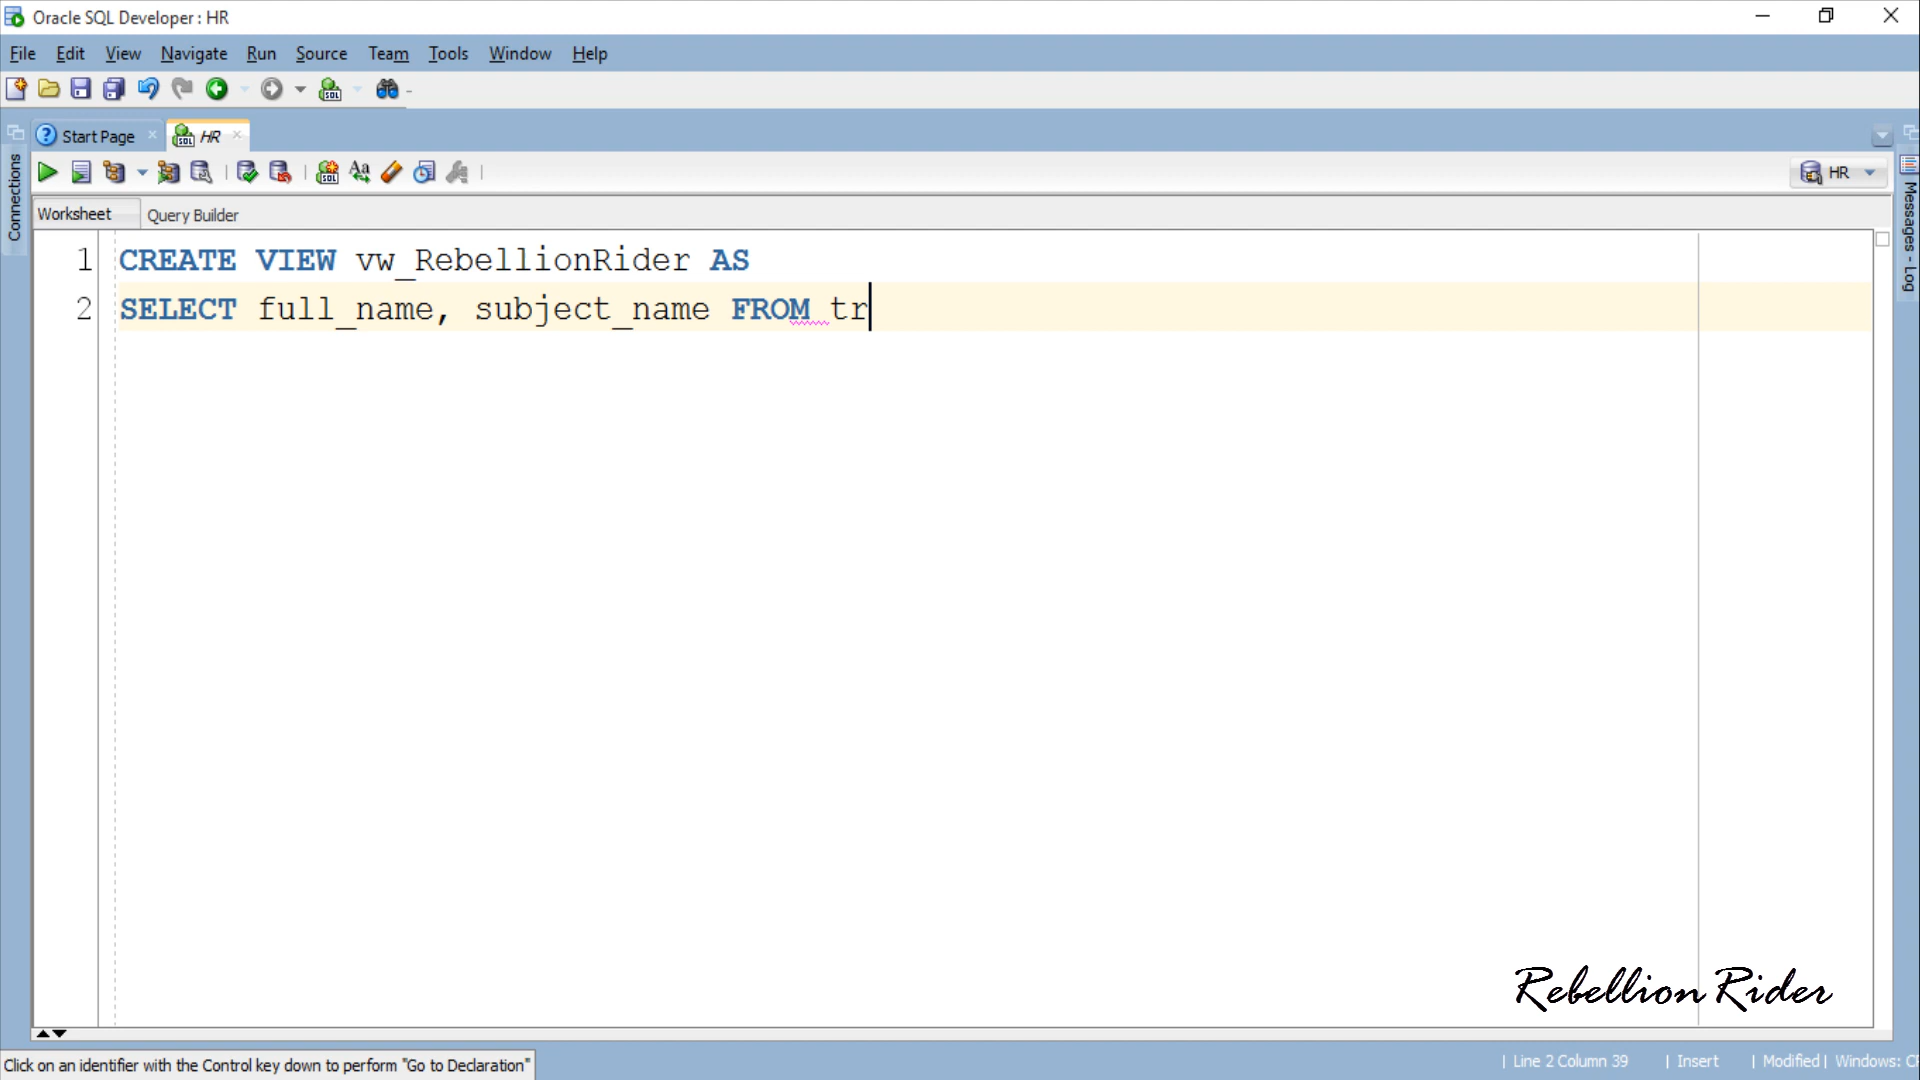 Oracle SQL Developer : HR
File Edit View Navigate Run Source Team Tools Window Help
Start Page HR
HR
Worksheet Query Builder
Connections
Messages - Log
1 CREATE VIEW vw_RebellionRider AS
2 SELECT full_name, subject_name FROM tr
Rebellion Rider
Click on an identifier with the Control key down to perform "Go to Declaration"
| Line 2 Column 39 | Insert | Modified | Windows: